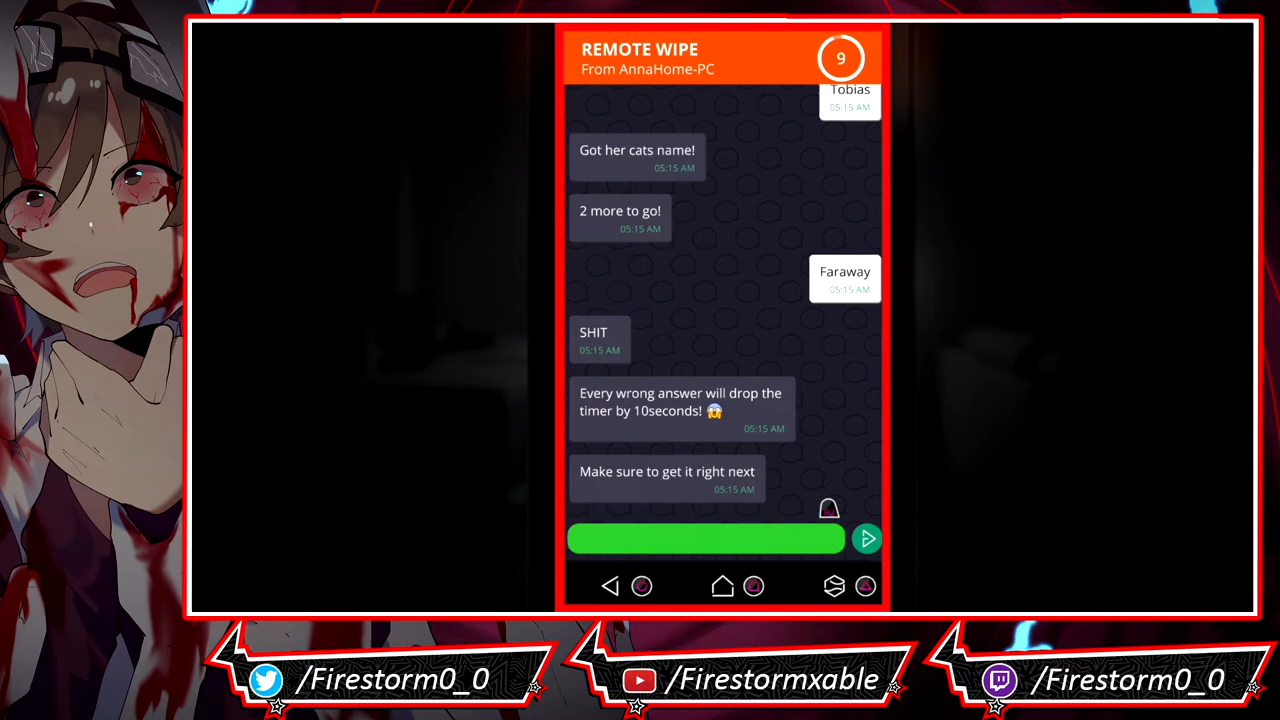 REMOTE WIPE
From AnnaHome-PC
9
Tobias
05:15 AM
Got her cats name!
05:15 AM
2 more to go!
05:15 AM
Faraway
05:15 AM
SHIT
05:15 AM
Every wrong answer will drop the
timer by 10seconds! 😱
05:15 AM
Make sure to get it right next
05:15 AM
/Firestorm0_0
/Firestormxable
/Firestorm0_0